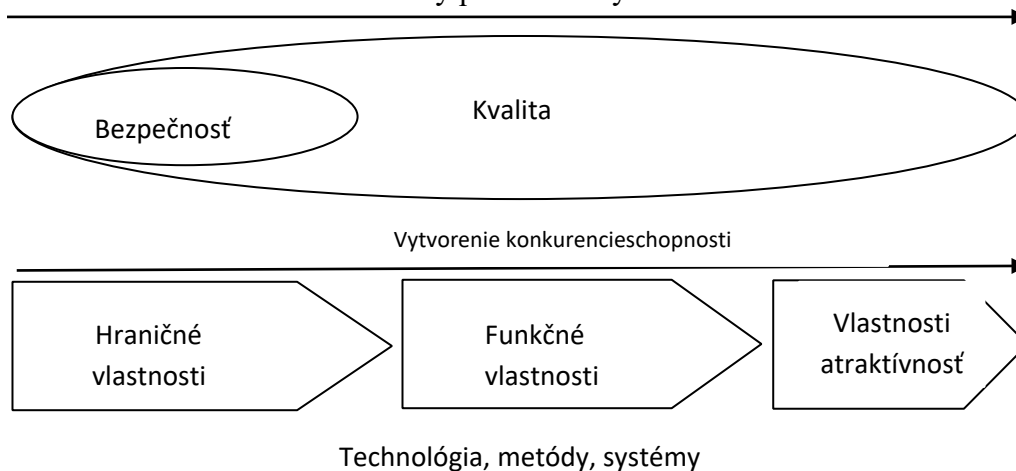 Bezpečnosť
Kvalita
Vytvorenie konkurencieschopnosti
Hraničné
vlastnosti
Funkčné
vlastnosti
Vlastnosti
atraktívnosť
Technológia, metódy, systémy